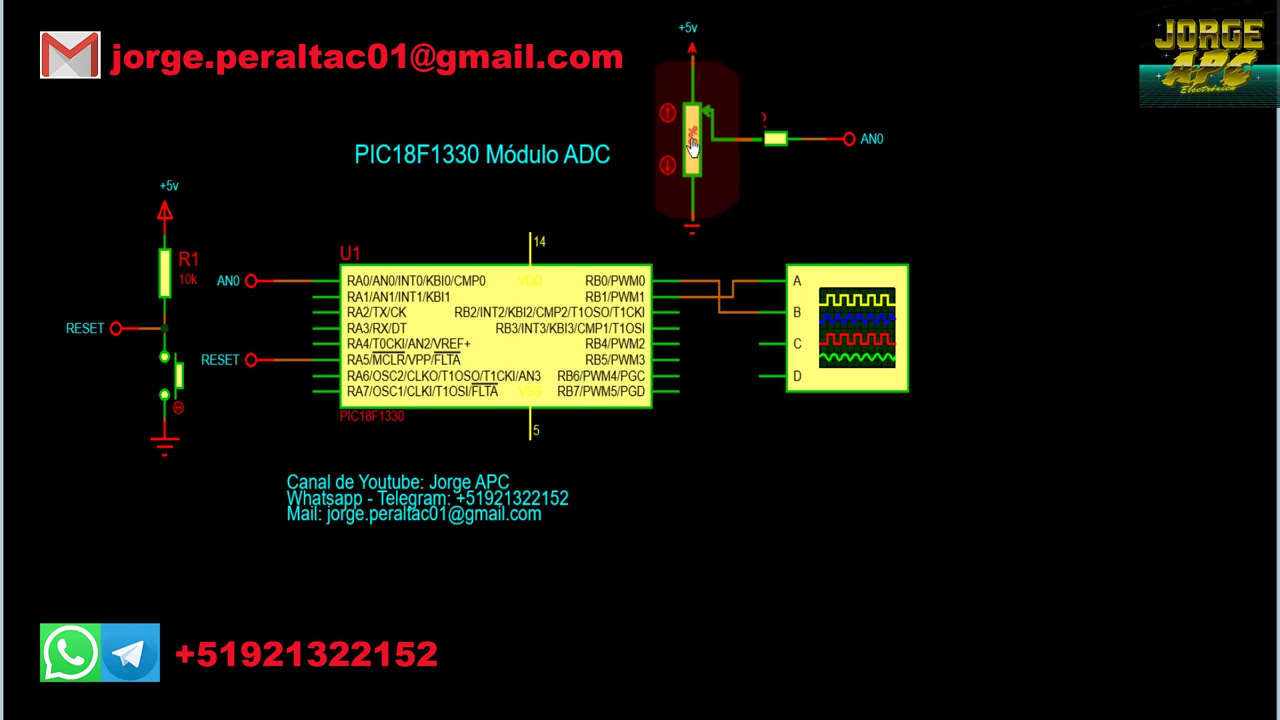 +5v
jorge.peraltac01@gmail.com
JORGE
APC
Electrónica
AN0
PIC18F1330 Módulo ADC
+5v
R1
10k
U1
14
AN0
RA0/AN0/INT0/KBI0/CMP0
VDD
RB0/PWM0
A
RA1/AN1/INT1/KBI1
RB1/PWM1
RA2/TX/CK
RB2/INT2/KBI2/CMP2/T1OSO/T1CKI
B
RESET
RA3/RX/DT
RB3/INT3/KBI3/CMP1/T1OSI
RA4/T0CKI/AN2/VREF+
RB4/PWM2
C
RESET
RA5/MCLR/VPP/FLTA
RB5/PWM3
RA6/OSC2/CLKO/T1OSO/T1CKI/AN3
RB6/PWM4/PGC
D
RA7/OSC1/CLKI/T1OSI/FLTA
VSS
RB7/PWM5/PGD
PIC18F1330
5
Canal de Youtube: Jorge APC
Whatsapp - Telegram: +51921322152
Mail: jorge.peraltac01@gmail.com
+51921322152